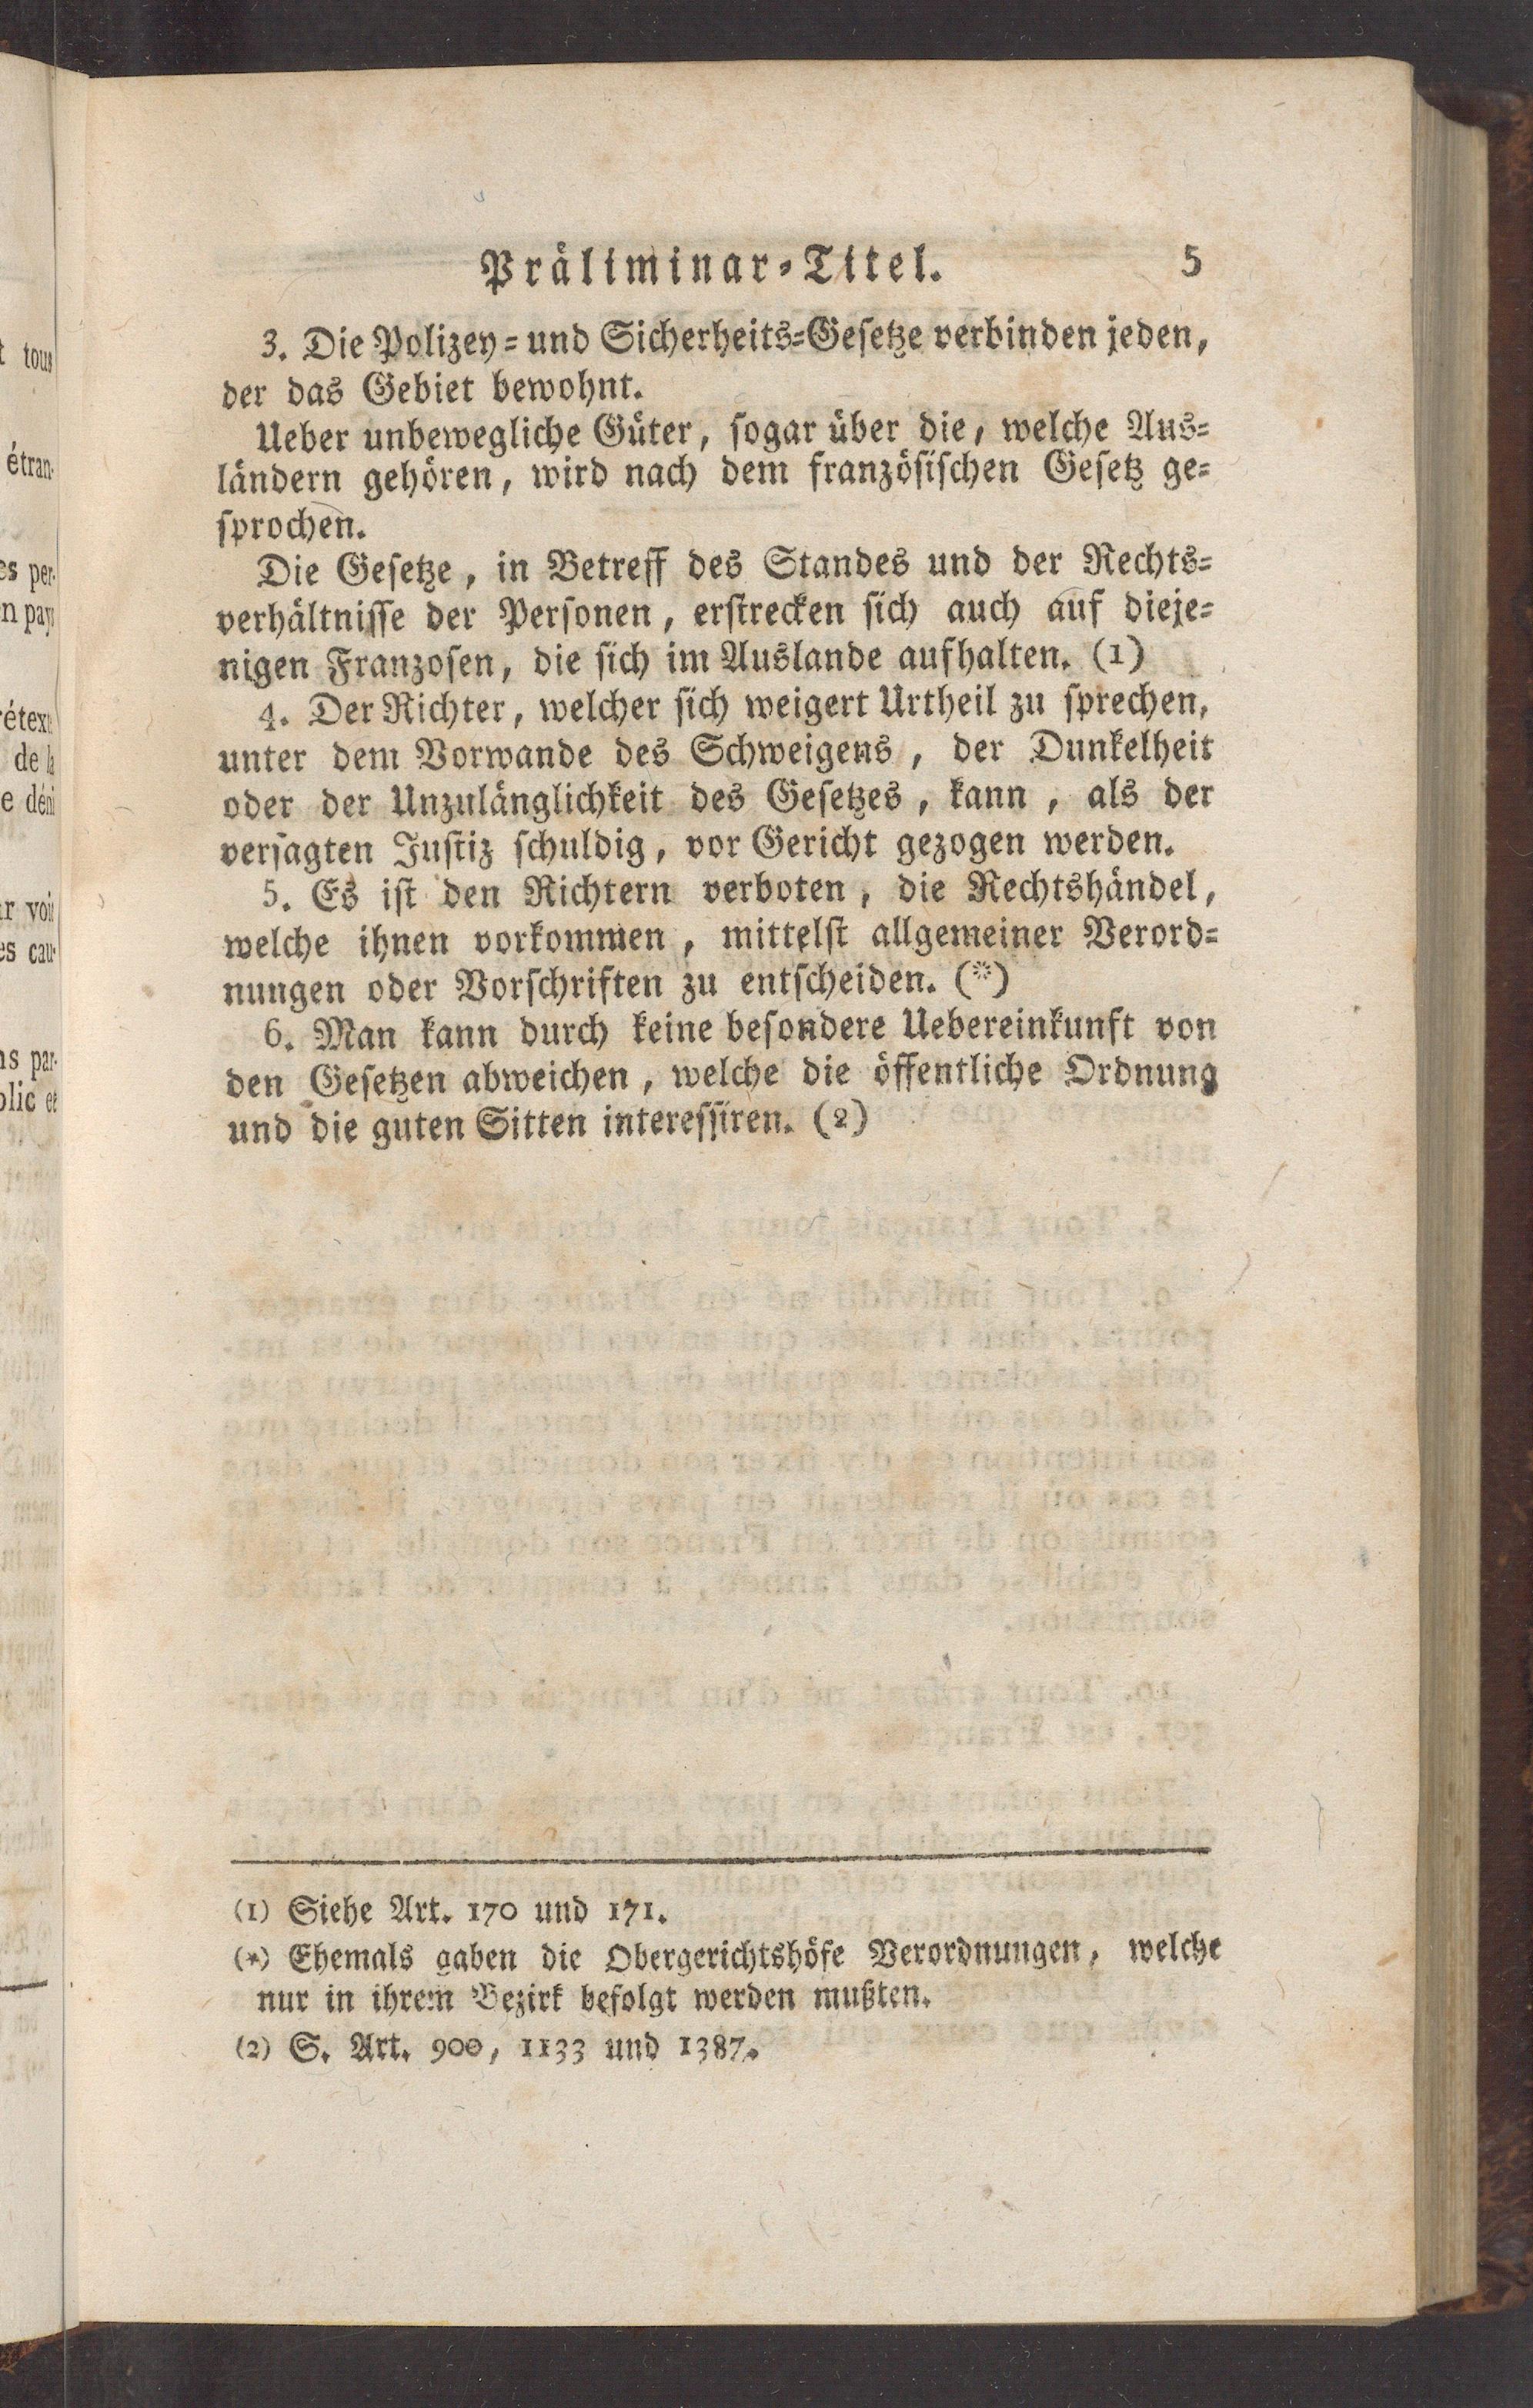 Präliminar-Titel. 5
3. Die Polizey- und Sicherheits-Gesetze verbinden jeden,
der das Gebiet bewohnt.
Ueber unbewegliche Güter, sogar über die, welche Aus-
ländern gehören, wird nach dem französischen Gesetz ge-
sprochen.
Die Gesetze, in Betreff des Standes und der Rechts-
verhältnisse der Personen, erstrecken sich auch auf dieje-
nigen Franzosen, die sich im Auslande aufhalten. (1)
4. Der Richter, welcher sich weigert Urtheil zu sprechen,
unter dem Vorwande des Schweigens, der Dunkelheit
oder der Unzulänglichkeit des Gesetzes, kann, als der
versagten Justiz schuldig, vor Gericht gezogen werden.
5. Es ist den Richtern verboten, die Rechtshändel,
welche ihnen vorkommen, mittelst allgemeiner Verord-
nungen oder Vorschriften zu entscheiden. (*)
6. Man kann durch keine besondere Uebereinkunft von
den Gesetzen abweichen, welche die öffentliche Ordnung
und die guten Sitten interessiren. (2)
(1) Siehe Art. 170 und 171.
(*) Ehemals gaben die Obergerichtshöfe Verordnungen, welche
nur in ihrem Bezirk befolgt werden mußten.
(2) S. Art. 900, 1133 und 1387.